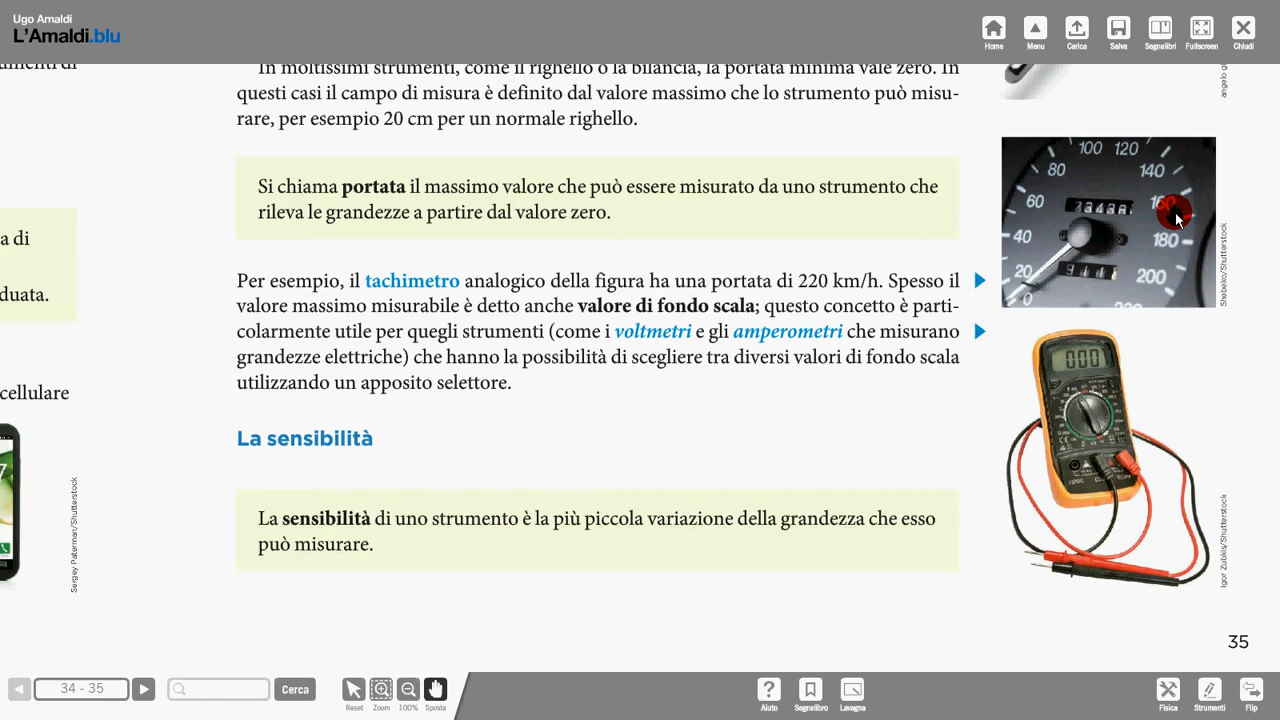 Ugo Amaldi
L'Amaldi.blu
Home
Menu
Carica
Salva
Segnalibri
Fullscreen
Chiudi
In moltissimi strumenti, come il righello o la bilancia, la portata minima vale zero. In
questi casi il campo di misura è definito dal valore massimo che lo strumento può misu-
rare, per esempio 20 cm per un normale righello.
Si chiama portata il massimo valore che può essere misurato da uno strumento che
rileva le grandezze a partire dal valore zero.
a di
duata.
Per esempio, il tachimetro analogico della figura ha una portata di 220 km/h. Spesso il
valore massimo misurabile è detto anche valore di fondo scala; questo concetto è parti-
colarmente utile per quegli strumenti (come i voltmetri e gli amperometri che misurano
grandezze elettriche) che hanno la possibilità di scegliere tra diversi valori di fondo scala
utilizzando un apposito selettore.
cellulare
La sensibilità
La sensibilità di uno strumento è la più piccola variazione della grandezza che esso
può misurare.
Sergey Paterman/Shutterstock
0
20
40
60
80
100
120
140
160
180
200
Shebeko/Shutterstock
000
Igor Zubkis/Shutterstock
35
34 - 35
Cerca
Reset
Zoom
100%
Sposta
Aiuto
Segnalibro
Lavagna
Fisica
Strumenti
Flip